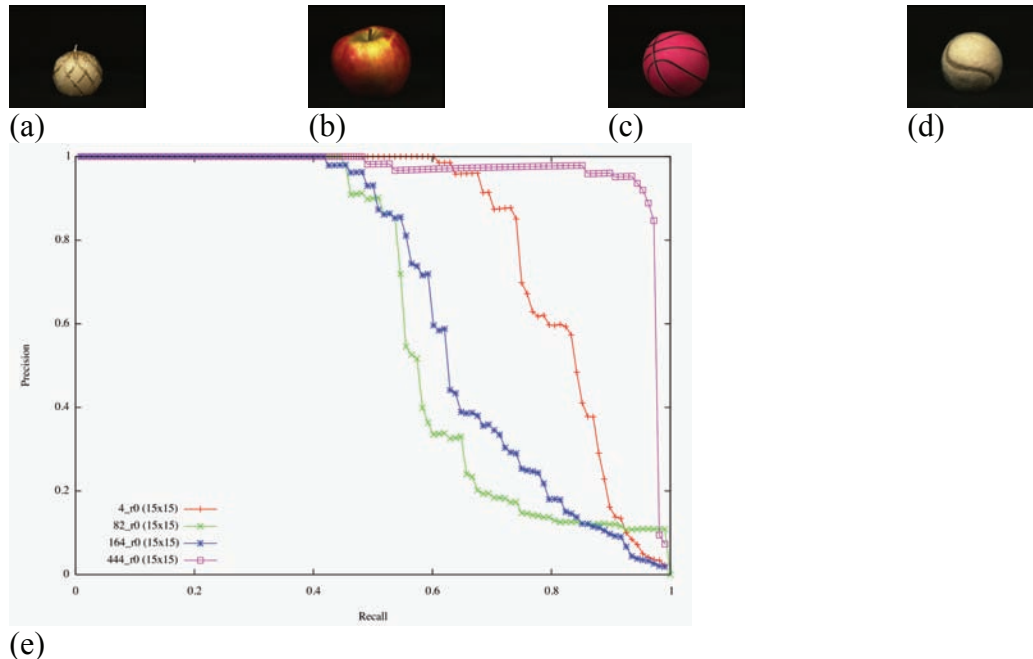 (a) (b) (c) (d)
1
0.8
0.6
0.4
0.2
0
Precision
4_r0 (15x15)
82_r0 (15x15)
164_r0 (15x15)
444_r0 (15x15)
0 0.2 0.4 0.6 0.8 1
Recall
(e)